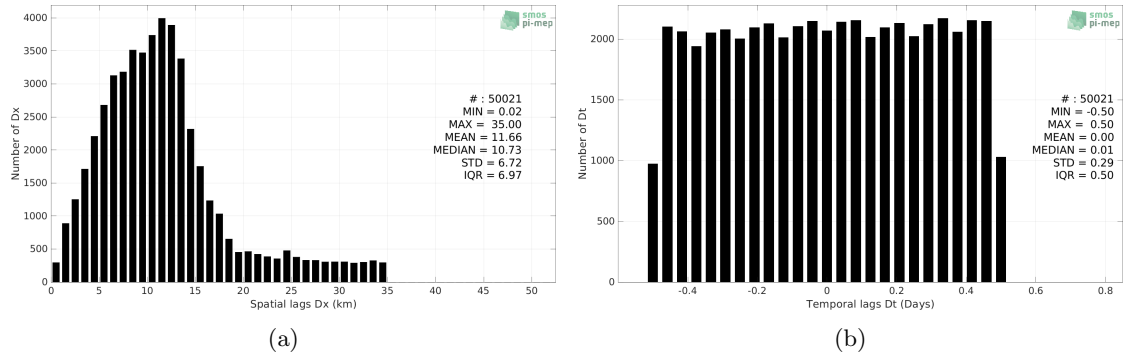 smos
pi-mep
4000
3500
3000
2500
2000
1500
1000
500
0
Number of Dx
# : 50021
MIN = 0.02
MAX = 35.00
MEAN = 11.66
MEDIAN = 10.73
STD = 6.72
IQR = 6.97
0 5 10 15 20 25 30 35 40 45 50
Spatial lags Dx (km)
(a)
smos
pi-mep
2000
1500
1000
500
0
Number of Dt
# : 50021
MIN = -0.50
MAX = 0.50
MEAN = 0.00
MEDIAN = 0.01
STD = 0.29
IQR = 0.50
-0.4 -0.2 0 0.2 0.4 0.6 0.8
Temporal lags Dt (Days)
(b)